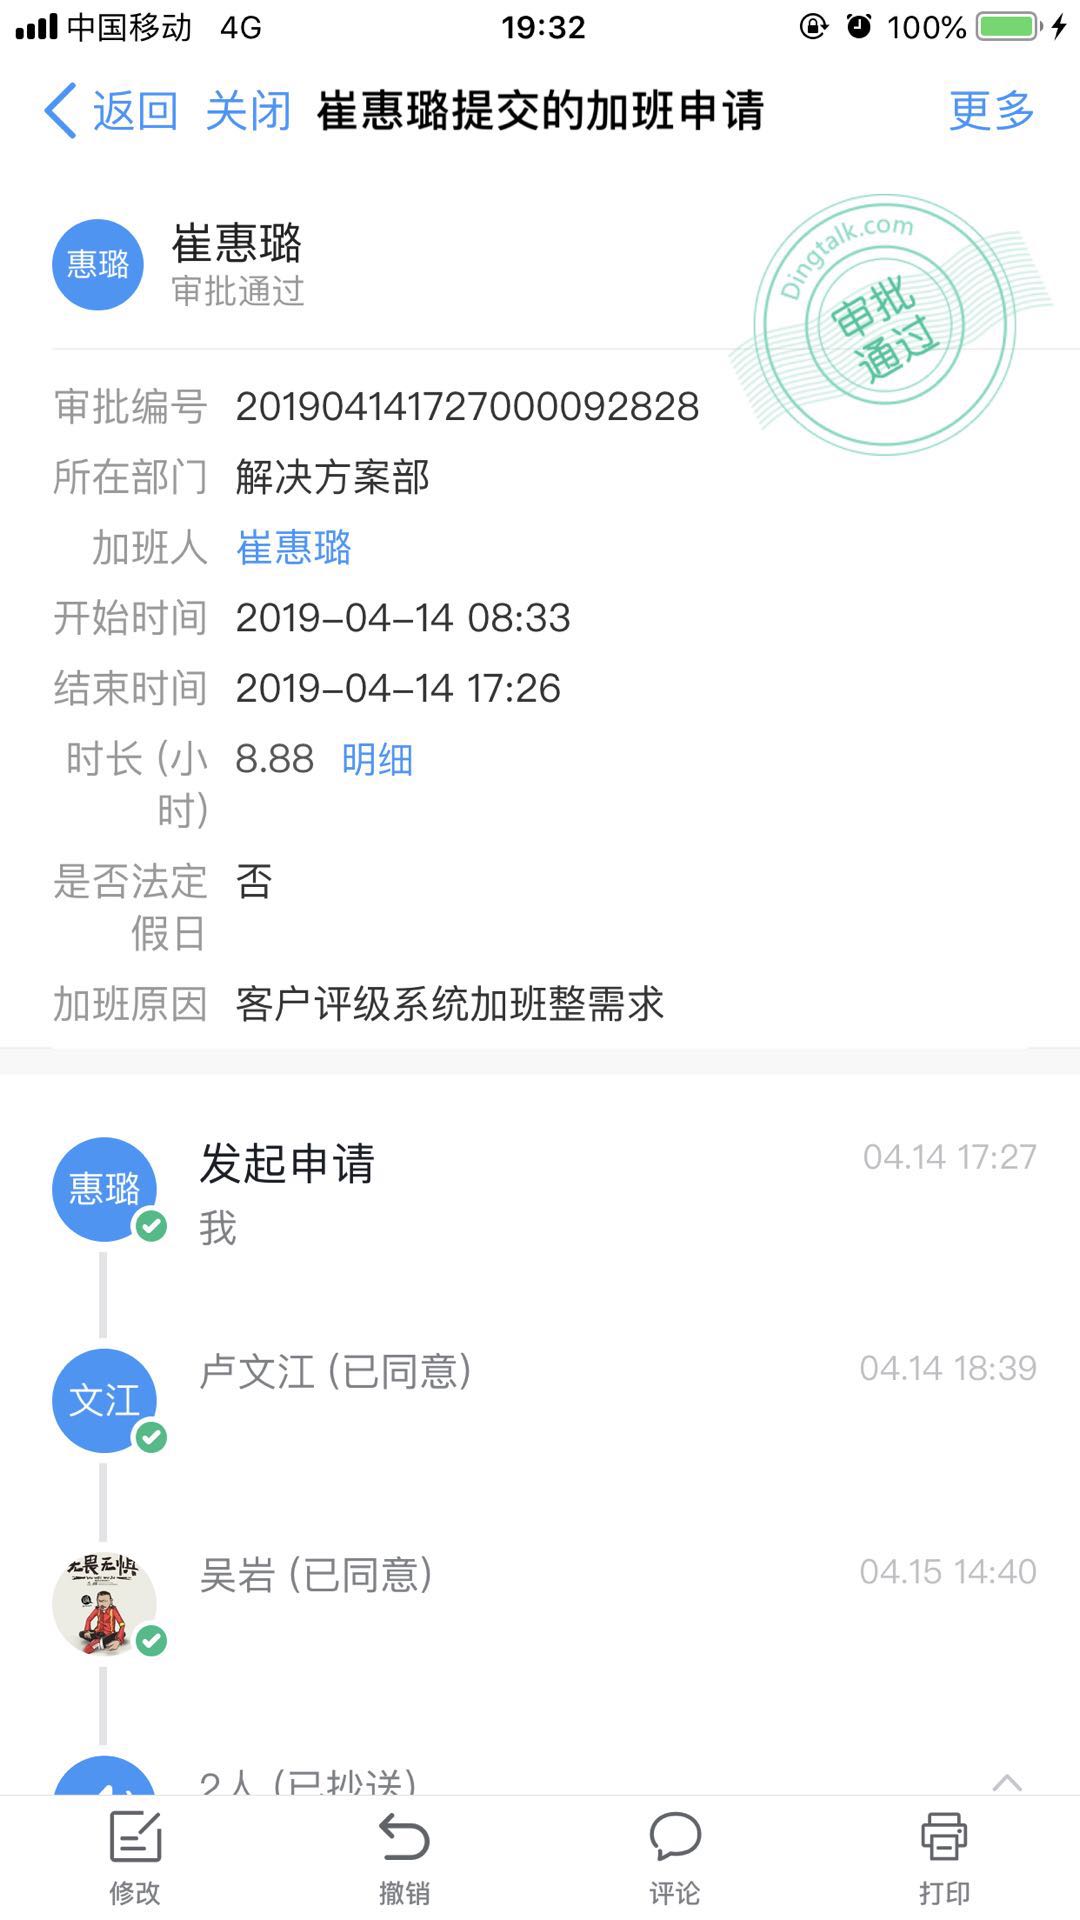 中国移动 4G 19:32 100%
返回 关闭 崔惠璐提交的加班申请 更多
惠璐 崔惠璐
审批通过
Dingtalk.com
审批
通过
审批编号 201904141727000092828
所在部门 解决方案部
加班人 崔惠璐
开始时间 2019-04-14 08:33
结束时间 2019-04-14 17:26
时长 (小 8.88 明细
时)
是否法定 否
假日
加班原因 客户评级系统加班整需求
惠璐 发起申请 04.14 17:27
我
文江 卢文江 (已同意) 04.14 18:39
无畏无惧
吴岩 (已同意) 04.15 14:40
2人 (已抄送)
修改 撤销 评论 打印